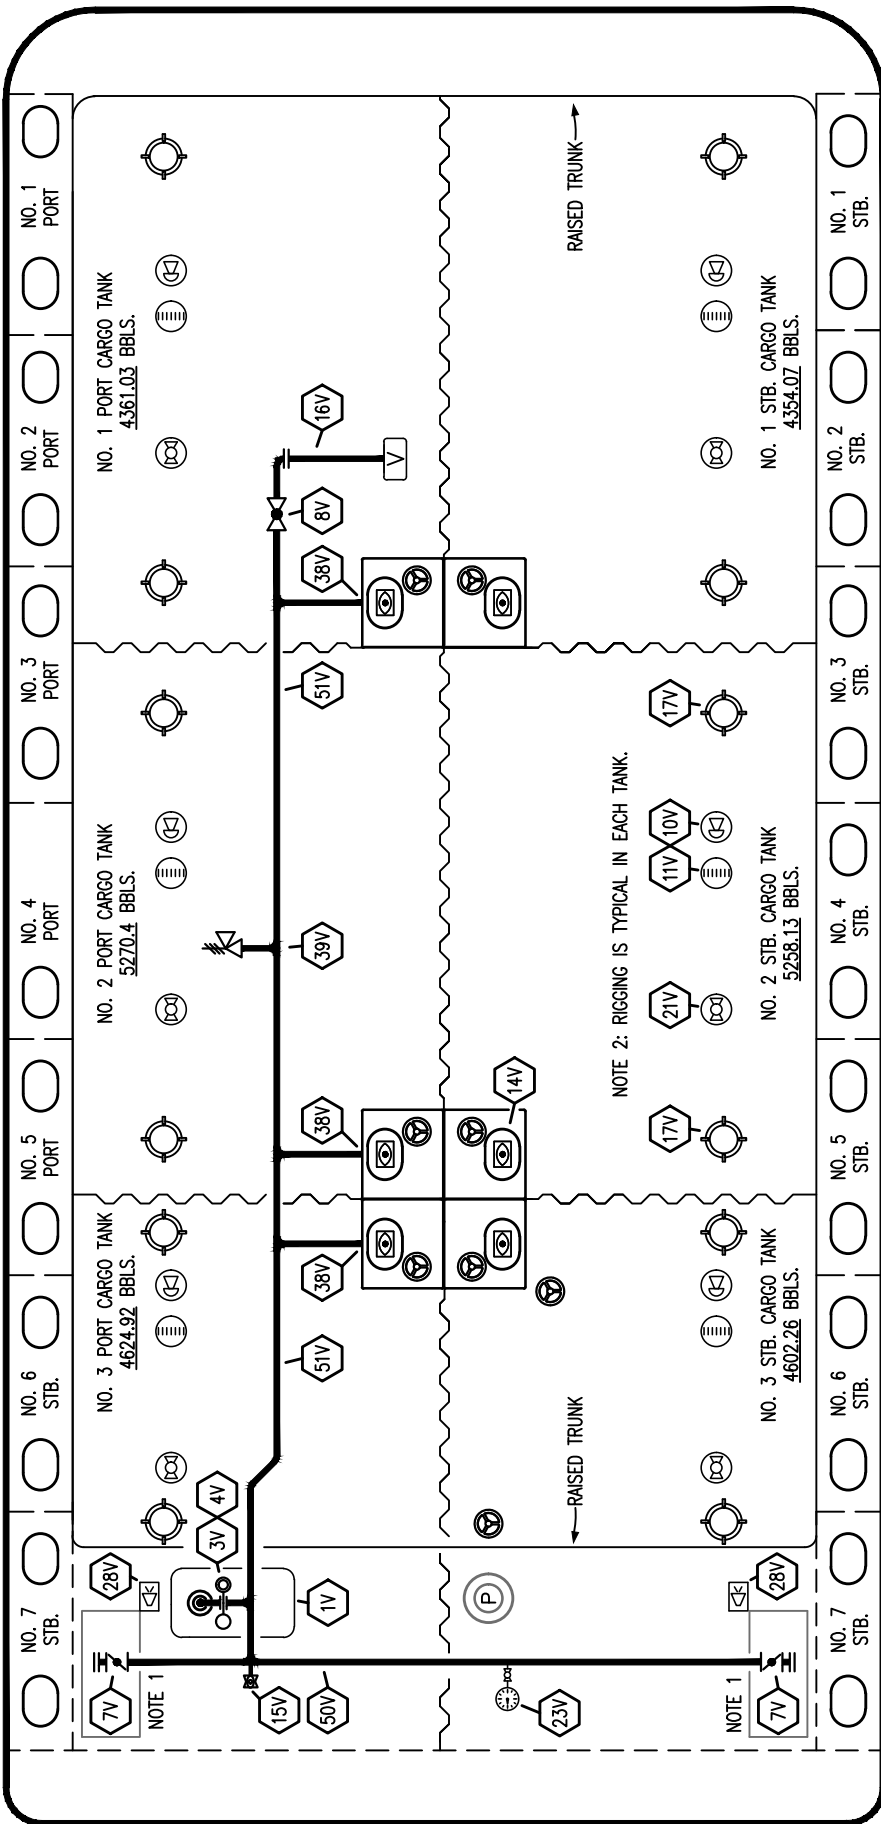 NO. 1
PORT
NO. 2
PORT
NO. 3
PORT
NO. 4
PORT
NO. 5
PORT
NO. 6
STB.
NO. 7
STB.
NO. 1 PORT CARGO TANK
4361.03 BBLS.
NO. 2 PORT CARGO TANK
5270.4 BBLS.
NO. 3 PORT CARGO TANK
4624.92 BBLS.
16V
V
8V
38V
51V
39V
38V
14V
38V
51V
4V
3V
28V
1V
7V
NOTE 1
15V
50V
P
23V
RAISED TRUNK
RAISED TRUNK
NOTE 2: RIGGING IS TYPICAL IN EACH TANK.
17V
10V
11V
21V
17V
28V
7V
NOTE 1
NO. 1 STB. CARGO TANK
4354.07 BBLS.
NO. 2 STB. CARGO TANK
5258.13 BBLS.
NO. 3 STB. CARGO TANK
4602.26 BBLS.
NO. 1
STB.
NO. 2
STB.
NO. 3
STB.
NO. 4
STB.
NO. 5
STB.
NO. 6
STB.
NO. 7
STB.